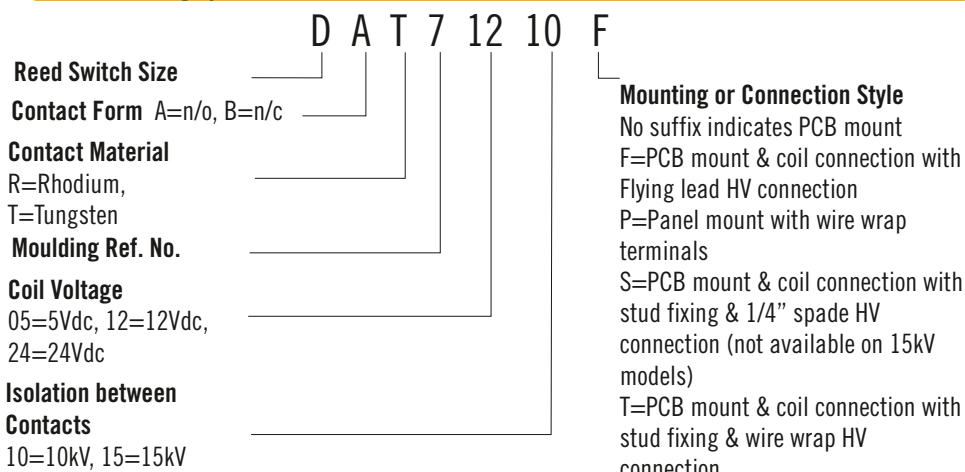 D A T 7 12 10 F
Reed Switch Size
Contact Form A=n/o, B=n/c
Contact Material
R=Rhodium,
T=Tungsten
Moulding Ref. No.
Coil Voltage
05=5Vdc, 12=12Vdc,
24=24Vdc
Isolation between
Contacts
10=10kV, 15=15kV
Mounting or Connection Style
No suffix indicates PCB mount
F=PCB mount & coil connection with
Flying lead HV connection
P=Panel mount with wire wrap
terminals
S=PCB mount & coil connection with
stud fixing & 1/4” spade HV
connection (not available on 15kV
models)
T=PCB mount & coil connection with
stud fixing & wire wrap HV
connection